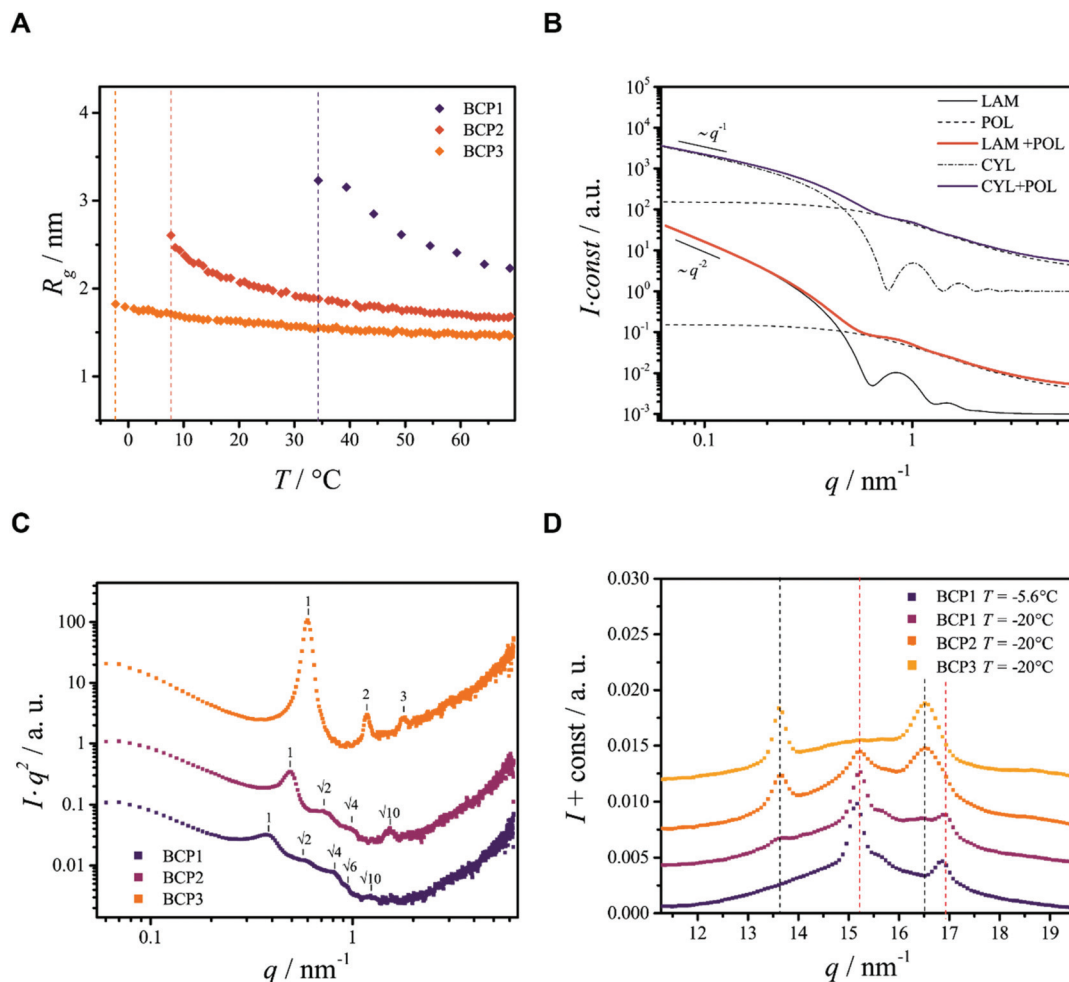 A
B
4
3
2
1
R_g / nm
BCP1
BCP2
BCP3
0 10 20 30 40 50 60
T / °C
10^5
10^4
10^3
10^2
10^1
10^0
10^-1
10^-2
10^-3
I·const / a.u.
~q^-1
~q^-2
LAM
POL
LAM +POL
CYL
CYL+POL
0.1 1
q / nm^-1
C
D
100
10
1
0.1
0.01
I· q^2 / a. u.
1
2
3
1
√2
√4
√10
1
√2
√4
√6
√10
BCP1
BCP2
BCP3
0.1 1
q / nm^-1
0.030
0.025
0.020
0.015
0.010
0.005
0.000
I + const / a. u.
BCP1 T = -5.6°C
BCP1 T = -20°C
BCP2 T = -20°C
BCP3 T = -20°C
12 13 14 15 16 17 18 19
q / nm^-1